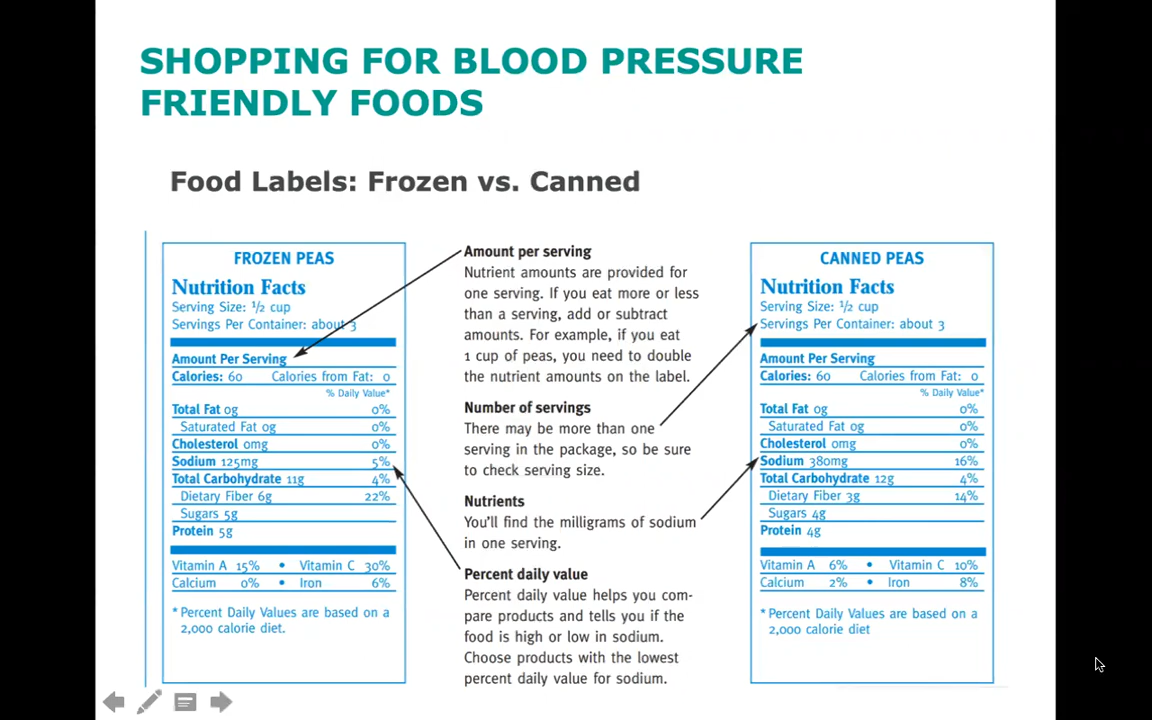 SHOPPING FOR BLOOD PRESSURE
FRIENDLY FOODS
Food Labels: Frozen vs. Canned
FROZEN PEAS
Nutrition Facts
Serving Size: ½ cup
Servings Per Container: about 3
Amount Per Serving
Calories: 60 Calories from Fat: 0
% Daily Value*
Total Fat 0g 0%
Saturated Fat 0g 0%
Cholesterol 0mg 0%
Sodium 125mg 5%
Total Carbohydrate 11g 4%
Dietary Fiber 6g 22%
Sugars 5g
Protein 5g
Vitamin A 15% • Vitamin C 30%
Calcium 0% • Iron 6%
* Percent Daily Values are based on a
2,000 calorie diet.
Amount per serving
Nutrient amounts are provided for
one serving. If you eat more or less
than a serving, add or subtract
amounts. For example, if you eat
1 cup of peas, you need to double
the nutrient amounts on the label.
Number of servings
There may be more than one
serving in the package, so be sure
to check serving size.
Nutrients
You'll find the milligrams of sodium
in one serving.
Percent daily value
Percent daily value helps you com-
pare products and tells you if the
food is high or low in sodium.
Choose products with the lowest
percent daily value for sodium.
CANNED PEAS
Nutrition Facts
Serving Size: ½ cup
Servings Per Container: about 3
Amount Per Serving
Calories: 60 Calories from Fat: 0
% Daily Value*
Total Fat 0g 0%
Saturated Fat 0g 0%
Cholesterol 0mg 0%
Sodium 380mg 16%
Total Carbohydrate 12g 4%
Dietary Fiber 3g 14%
Sugars 4g
Protein 4g
Vitamin A 6% • Vitamin C 10%
Calcium 2% • Iron 8%
* Percent Daily Values are based on a
2,000 calorie diet